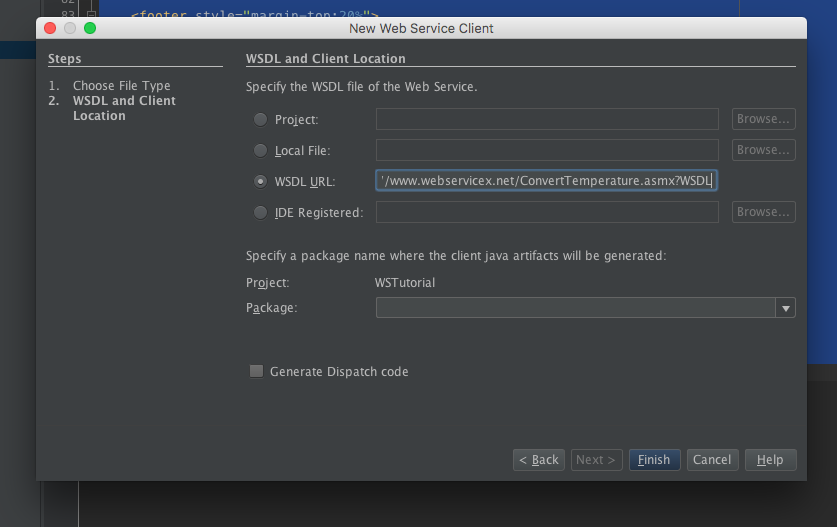 82
83 <footer style="margin-top:20%">
New Web Service Client
Steps
1. Choose File Type
2. WSDL and Client
Location
WSDL and Client Location
Specify the WSDL file of the Web Service.
Project: Browse...
Local File: Browse...
WSDL URL: /www.webservicex.net/ConvertTemperature.asmx?WSDL
IDE Registered: Browse...
Specify a package name where the client java artifacts will be generated:
Project: WSTutorial
Package:
Generate Dispatch code
< Back Next > Finish Cancel Help